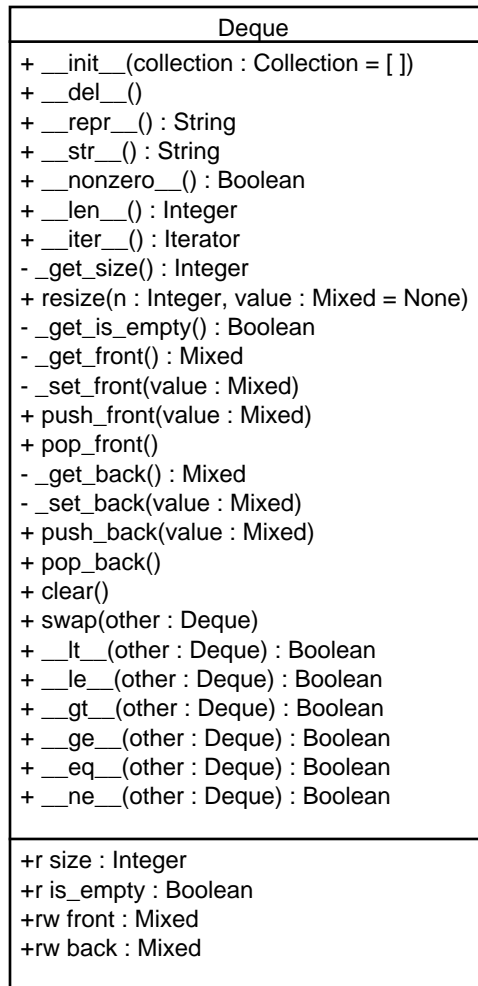 Deque
+ __init__(collection : Collection = [ ])
+ __del__()
+ __repr__() : String
+ __str__() : String
+ __nonzero__() : Boolean
+ __len__() : Integer
+ __iter__() : Iterator
- _get_size() : Integer
+ resize(n : Integer, value : Mixed = None)
- _get_is_empty() : Boolean
- _get_front() : Mixed
- _set_front(value : Mixed)
+ push_front(value : Mixed)
+ pop_front()
- _get_back() : Mixed
- _set_back(value : Mixed)
+ push_back(value : Mixed)
+ pop_back()
+ clear()
+ swap(other : Deque)
+ __lt__(other : Deque) : Boolean
+ __le__(other : Deque) : Boolean
+ __gt__(other : Deque) : Boolean
+ __ge__(other : Deque) : Boolean
+ __eq__(other : Deque) : Boolean
+ __ne__(other : Deque) : Boolean
+r size : Integer
+r is_empty : Boolean
+rw front : Mixed
+rw back : Mixed